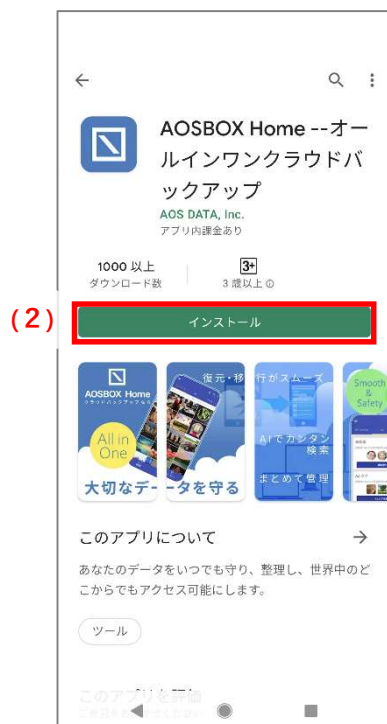 AOSBOX Home --オー
ルインワンクラウドバ
ックアップ
AOS DATA, Inc.
アプリ内課金あり
1000 以上
ダウンロード数
3+
3 歳以上
(2)
インストール
AOSBOX Home
All in
One
大切なデータを守る
復元・移行がスムーズ
AIでカンタン
検索
まとめて管理
Smooth
&
Safety
このアプリについて
あなたのデータをいつでも守り、整理し、世界中のど
こからでもアクセス可能にします。
ツール
このアプリを評価